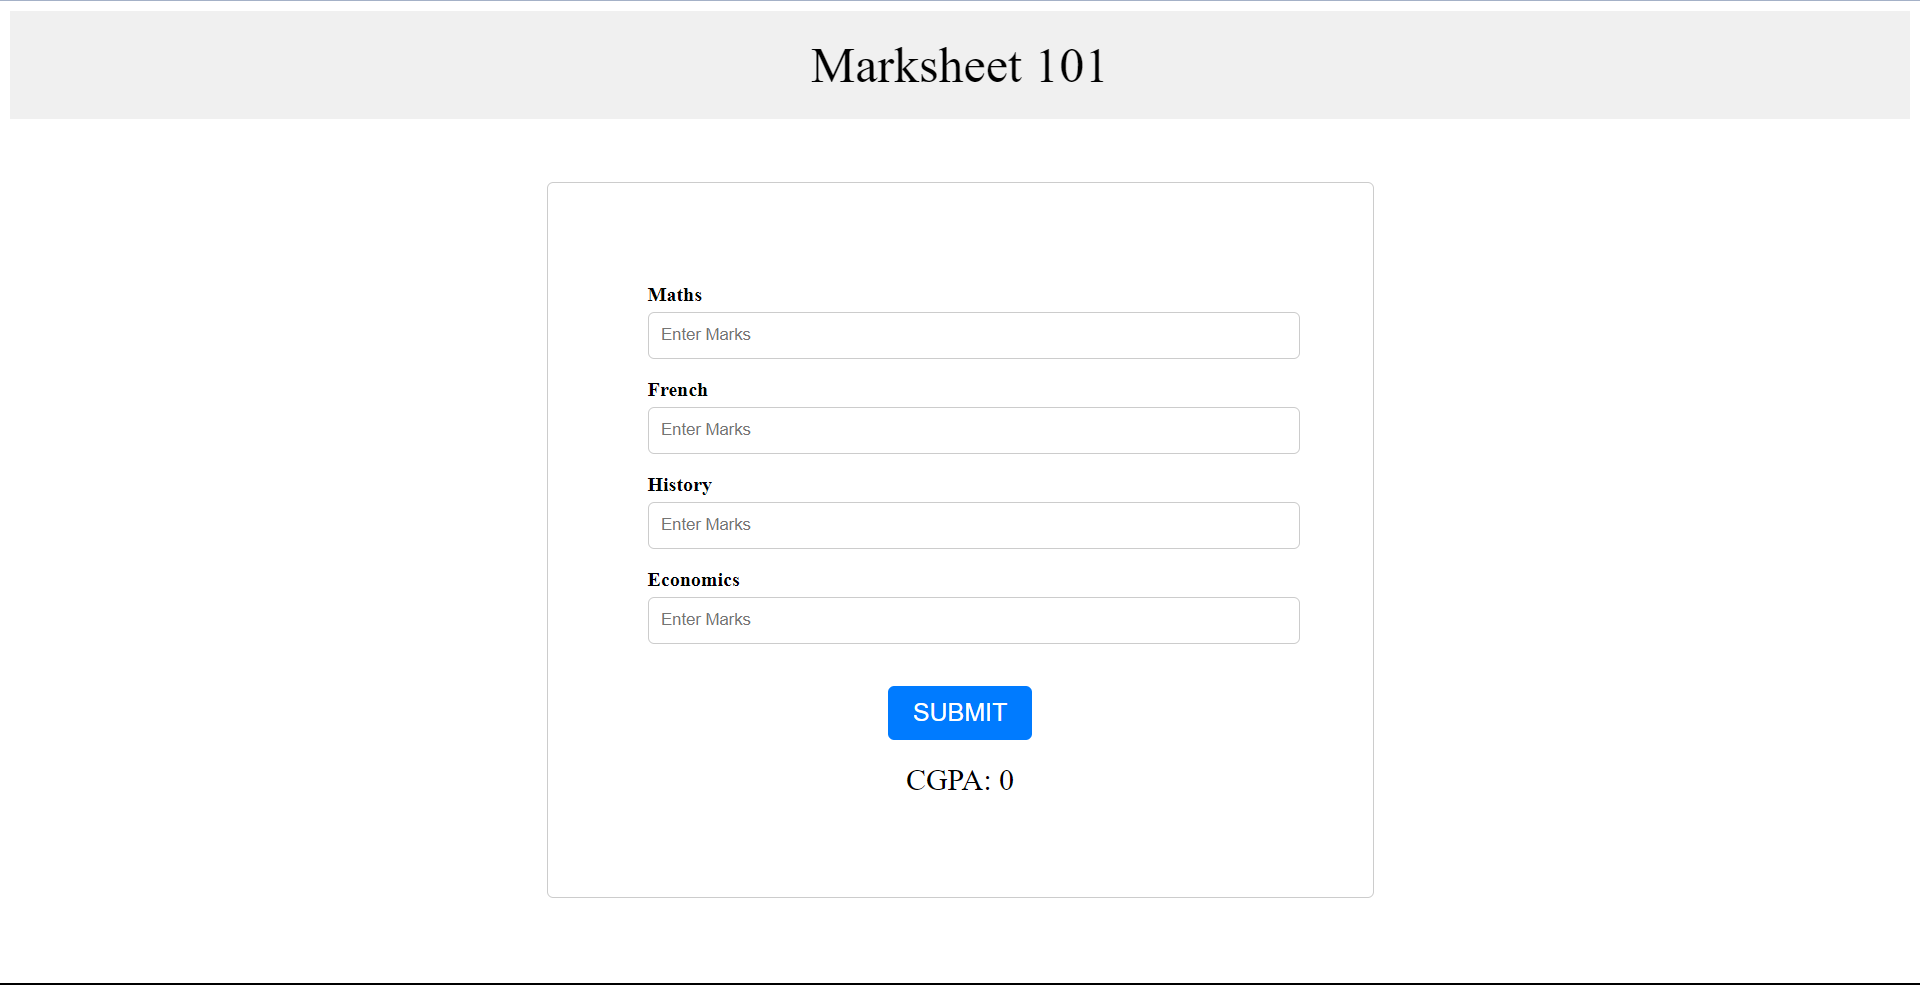 Marksheet 101
Maths
Enter Marks
French
Enter Marks
History
Enter Marks
Economics
Enter Marks
SUBMIT
CGPA: 0